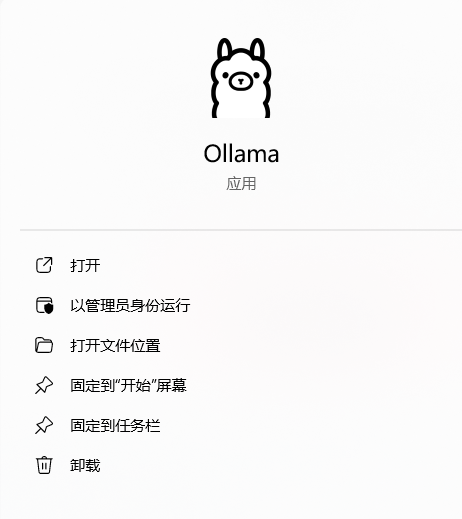 Ollama
应用
打开
以管理员身份运行
打开文件位置
固定到"开始"屏幕
固定到任务栏
卸载